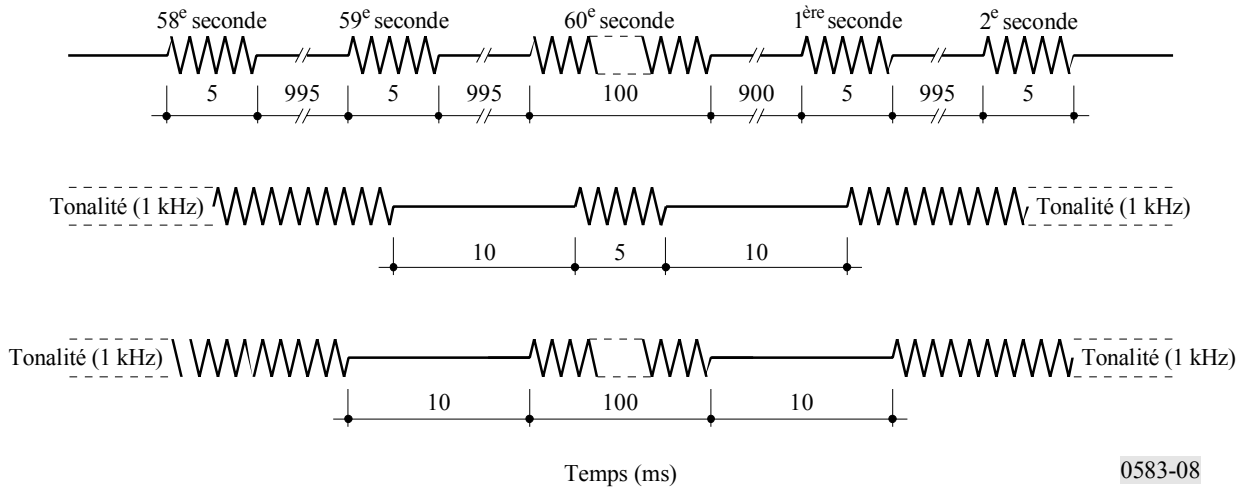 58e seconde 59e seconde 60e seconde 1ère seconde 2e seconde
5 995 5 995 100 900 5 995 5
Tonalité (1 kHz) Tonalité (1 kHz)
10 5 10
Tonalité (1 kHz) Tonalité (1 kHz)
10 100 10
Temps (ms)
0583-08